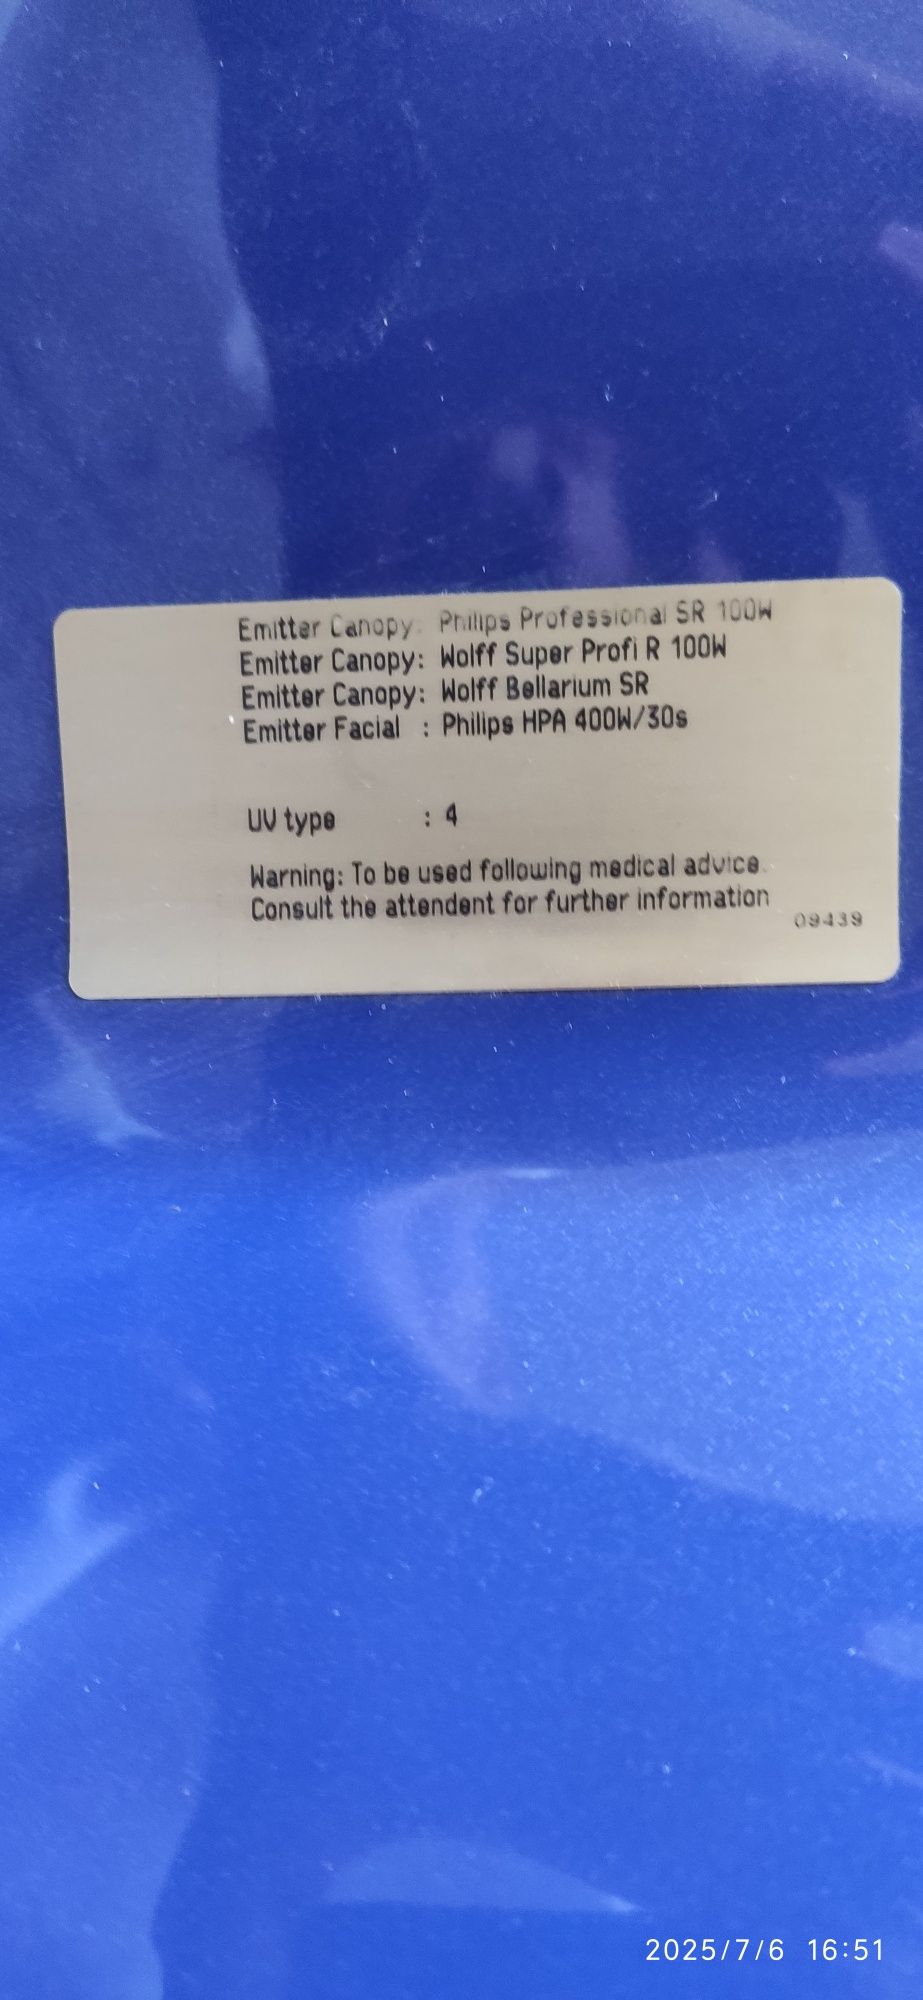 Emitter Canopy: Philips Professional SR 100W
Emitter Canopy: Wolff Super Profi R 100W
Emitter Canopy: Wolff Bellarium SR
Emitter Facial : Philips HPA 400W/30s
UV type : 4
Warning: To be used following medical advice.
Consult the attendent for further information
09439
2025/7/6 16:51